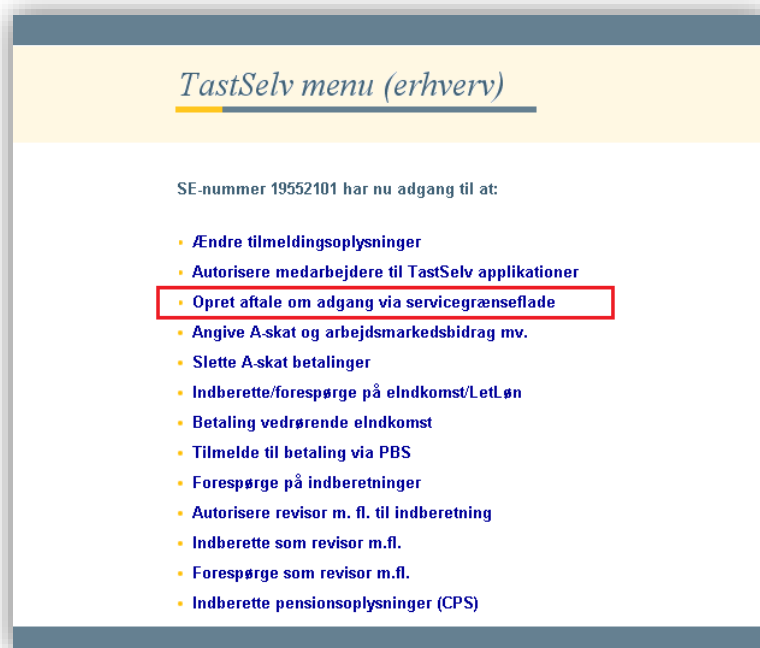 TastSelv menu (erhverv)
SE-nummer 19552101 har nu adgang til at:
Ændre tilmeldingsoplysninger
Autorisere medarbejdere til TastSelv applikationer
Opret aftale om adgang via servicegrænseflade
Angive A-skat og arbejdsmarkedsbidrag mv.
Slette A-skat betalinger
Indberette/forespørge på eIndkomst/LetLøn
Betaling vedrørende eIndkomst
Tilmelde til betaling via PBS
Forespørge på indberetninger
Autorisere revisor m. fl. til indberetning
Indberette som revisor m.fl.
Forespørge som revisor m.fl.
Indberette pensionsoplysninger (CPS)